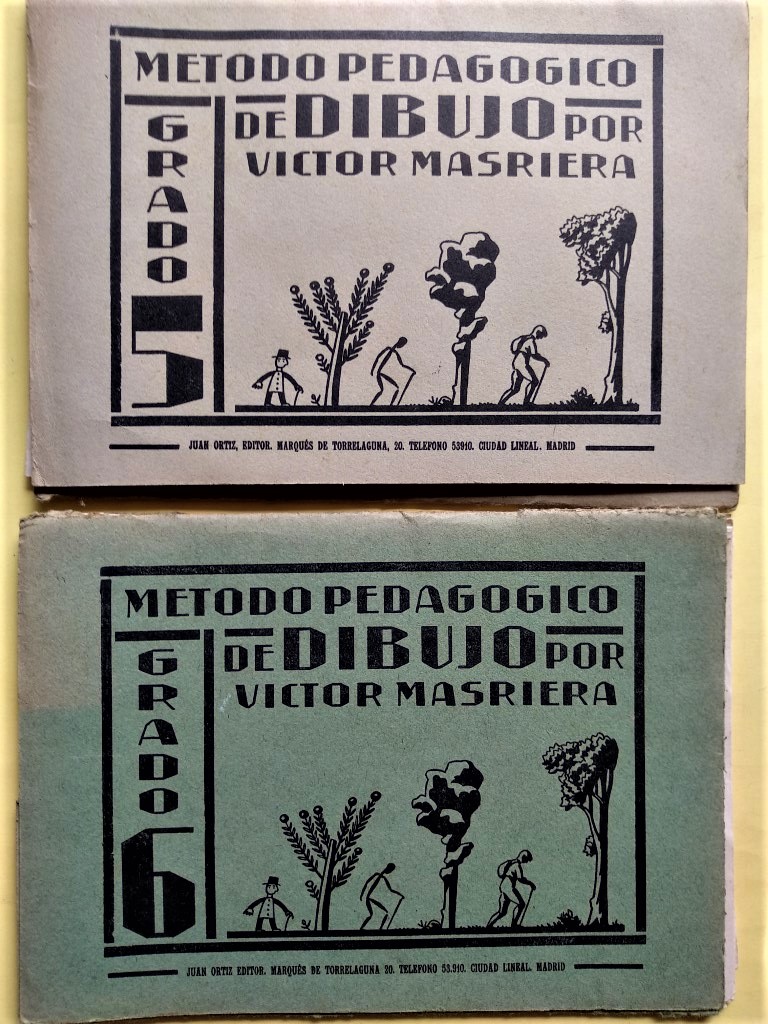 METODO PEDAGOGICO
DE DIBUJO POR
VICTOR MASRIERA
GRADO
5
JUAN ORTIZ, EDITOR. MARQUÉS DE TORRELAGUNA, 20. TELEFONO 53910. CIUDAD LINEAL. MADRID
METODO PEDAGOGICO
DE DIBUJO POR
VICTOR MASRIERA
GRADO
6
JUAN ORTIZ EDITOR. MARQUÉS DE TORRELAGUNA 20. TELEFONO 53.910. CIUDAD LINEAL. MADRID